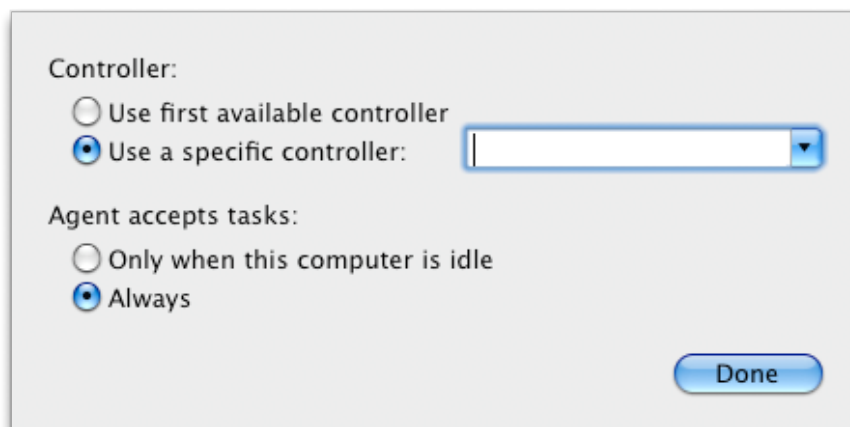 Controller:
Use first available controller
Use a specific controller:
Agent accepts tasks:
Only when this computer is idle
Always
Done